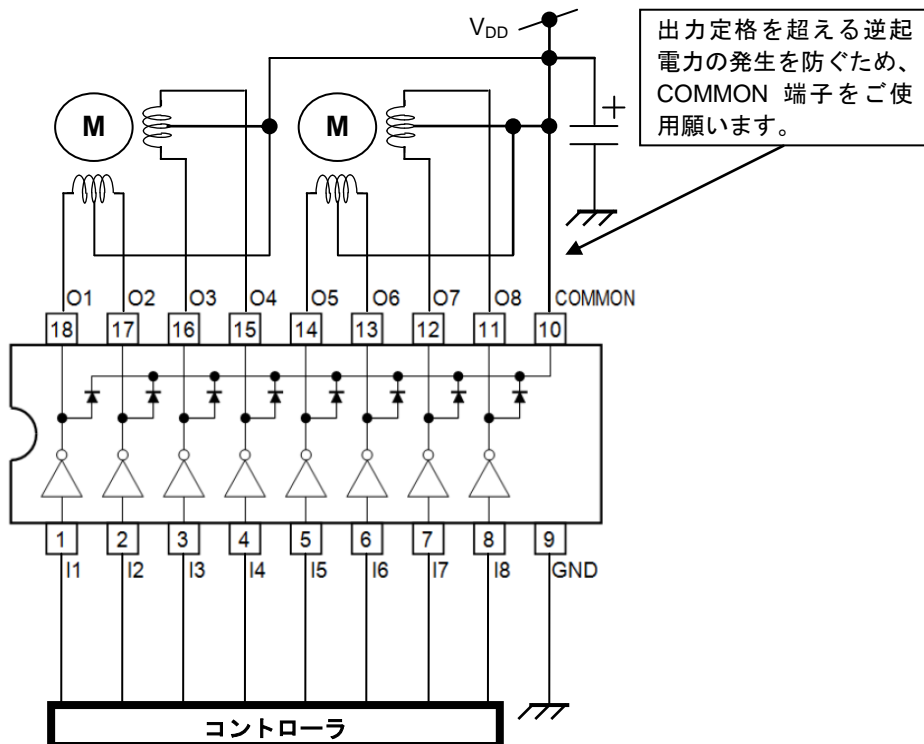 V_DD
出力定格を超える逆起
電力の発生を防ぐため、
COMMON 端子をご使
用願います。
+
M
M
O1 O2 O3 O4 O5 O6 O7 O8 COMMON
18 17 16 15 14 13 12 11 10
1 2 3 4 5 6 7 8 9
I1 I2 I3 I4 I5 I6 I7 I8 GND
コントローラ